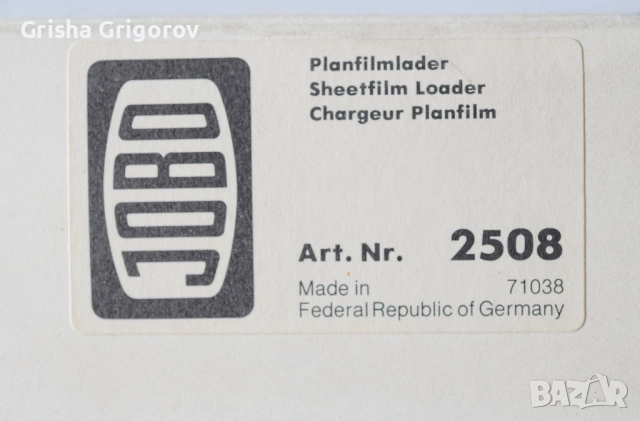 Grisha Grigorov
JOBO
Planfilmlader
Sheetfilm Loader
Chargeur Planfilm
Art. Nr. 2508
Made in 71038
Federal Republic of Germany
BAZAR